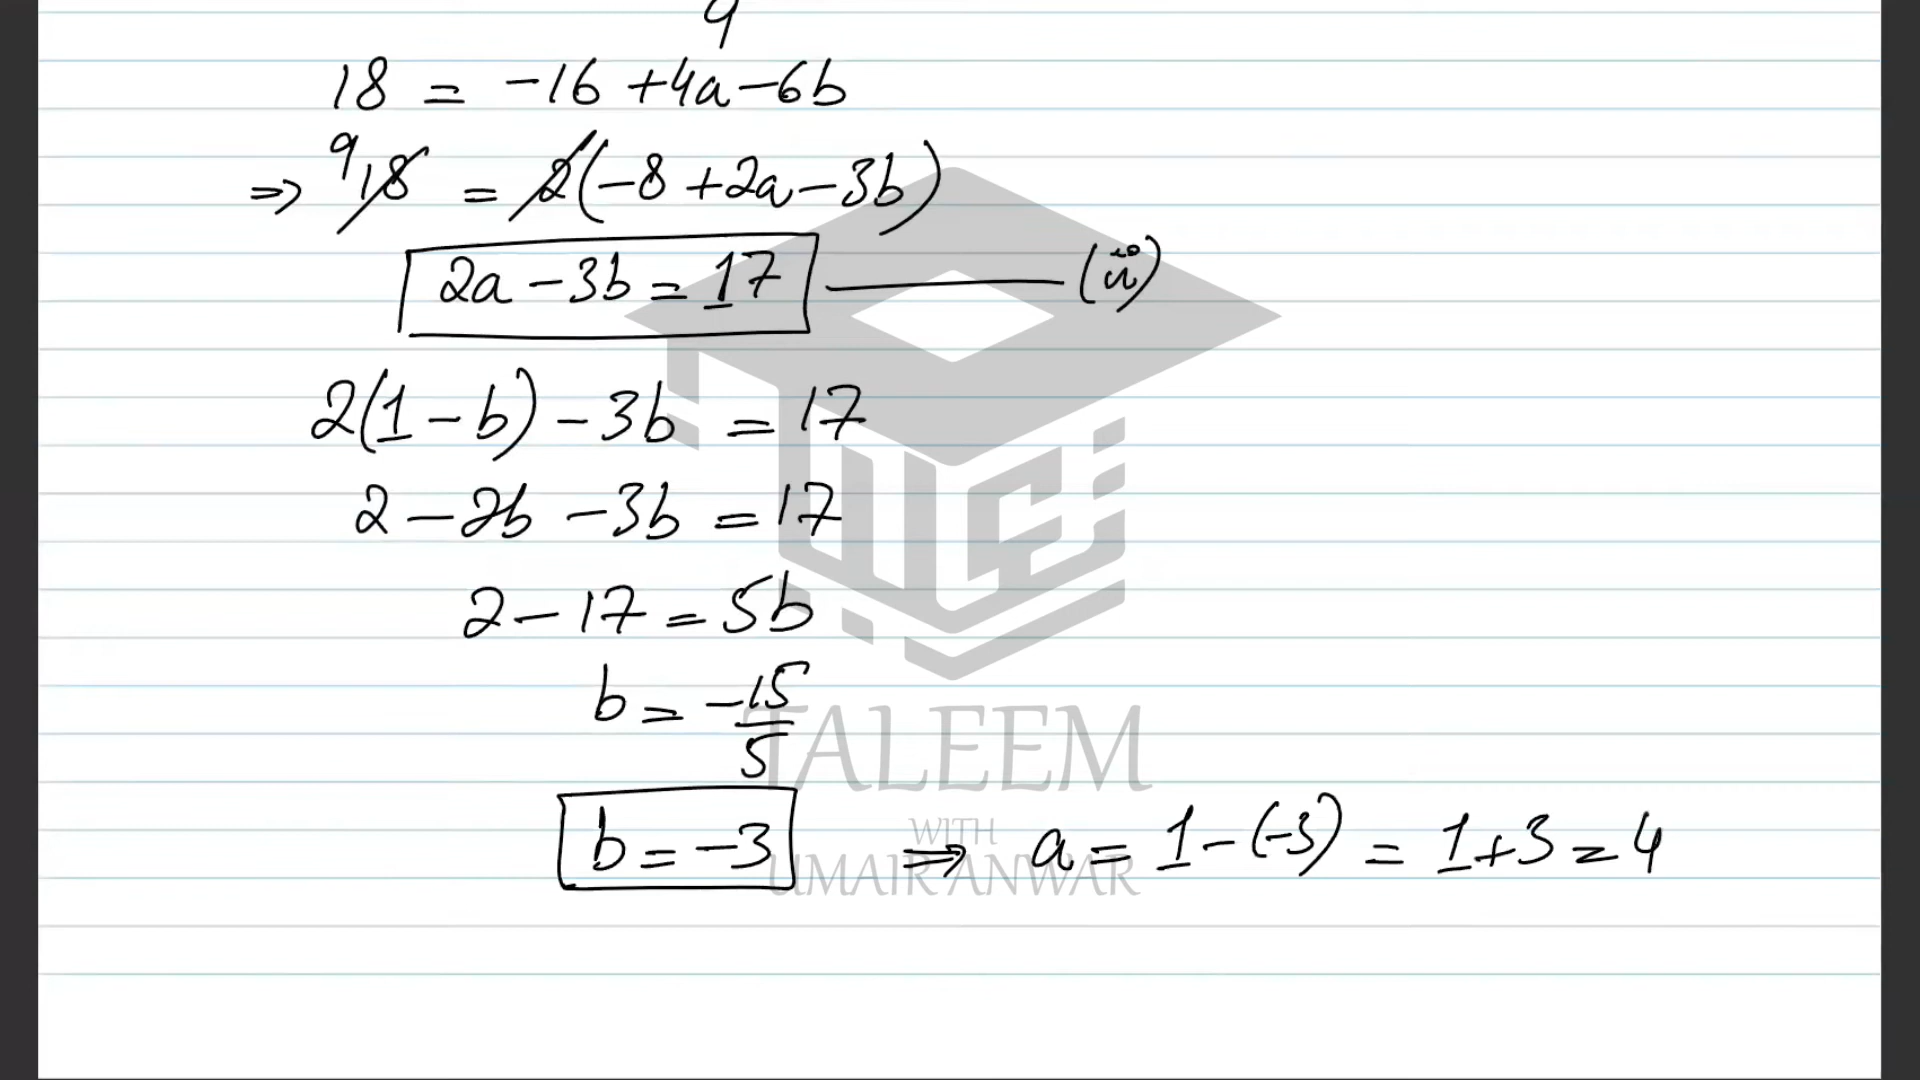 9
18 = -16 + 4a - 6b
⇒ 9 18 = 2(-8 + 2a - 3b)
2a - 3b = 17 ——— (ii)
2(1 - b) - 3b = 17
2 - 2b - 3b = 17
2 - 17 = 5b
b = -15/5
TALEEM
WITH
UMAIR ANWAR
b = -3 ⇒ a = 1 - (-3) = 1 + 3 = 4